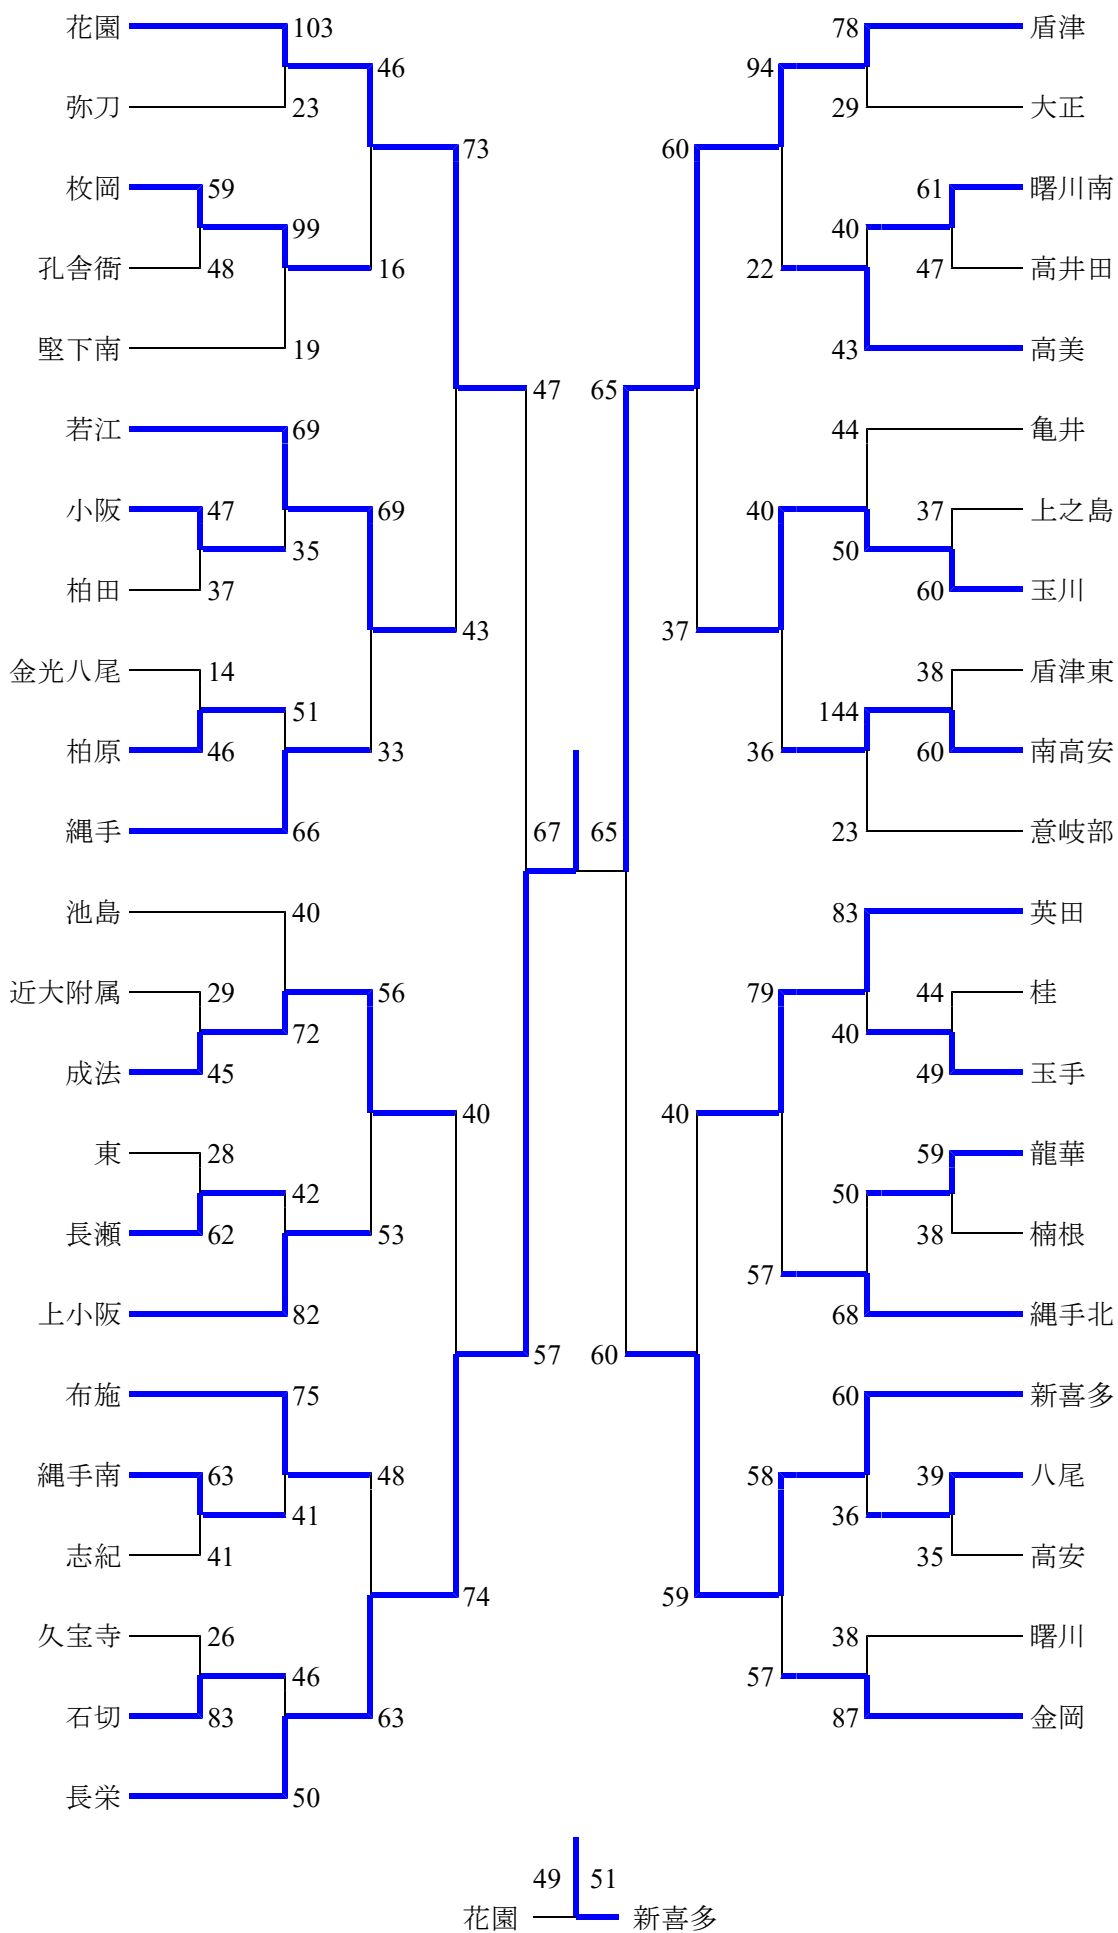 花園 103 78 盾津
46 94
弥刀 23 29 大正
73 60
枚岡 59 61 曙川南
99 40
孔舎衙 48 16 22 47 高井田
堅下南 19 43 高美
47 65
若江 69 44 亀井
小阪 47 69 40 37 上之島
35 50
柏田 37 60 玉川
43 37
金光八尾 14 38 盾津東
51 144
柏原 46 33 36 60 南高安
縄手 66 67 65 23 意岐部
池島 40 83 英田
近大附属 29 56 79 44 桂
72 40
成法 45 49 玉手
40 40
東 28 59 龍華
42 50
長瀬 62 53 38 楠根
57
上小阪 82 68 縄手北
57 60
布施 75 60 新喜多
縄手南 63 48 58 39 八尾
41 36
志紀 41 35 高安
74 59
久宝寺 26 38 曙川
46 57
石切 83 63 87 金岡
長栄 50
49 51
花園 新喜多